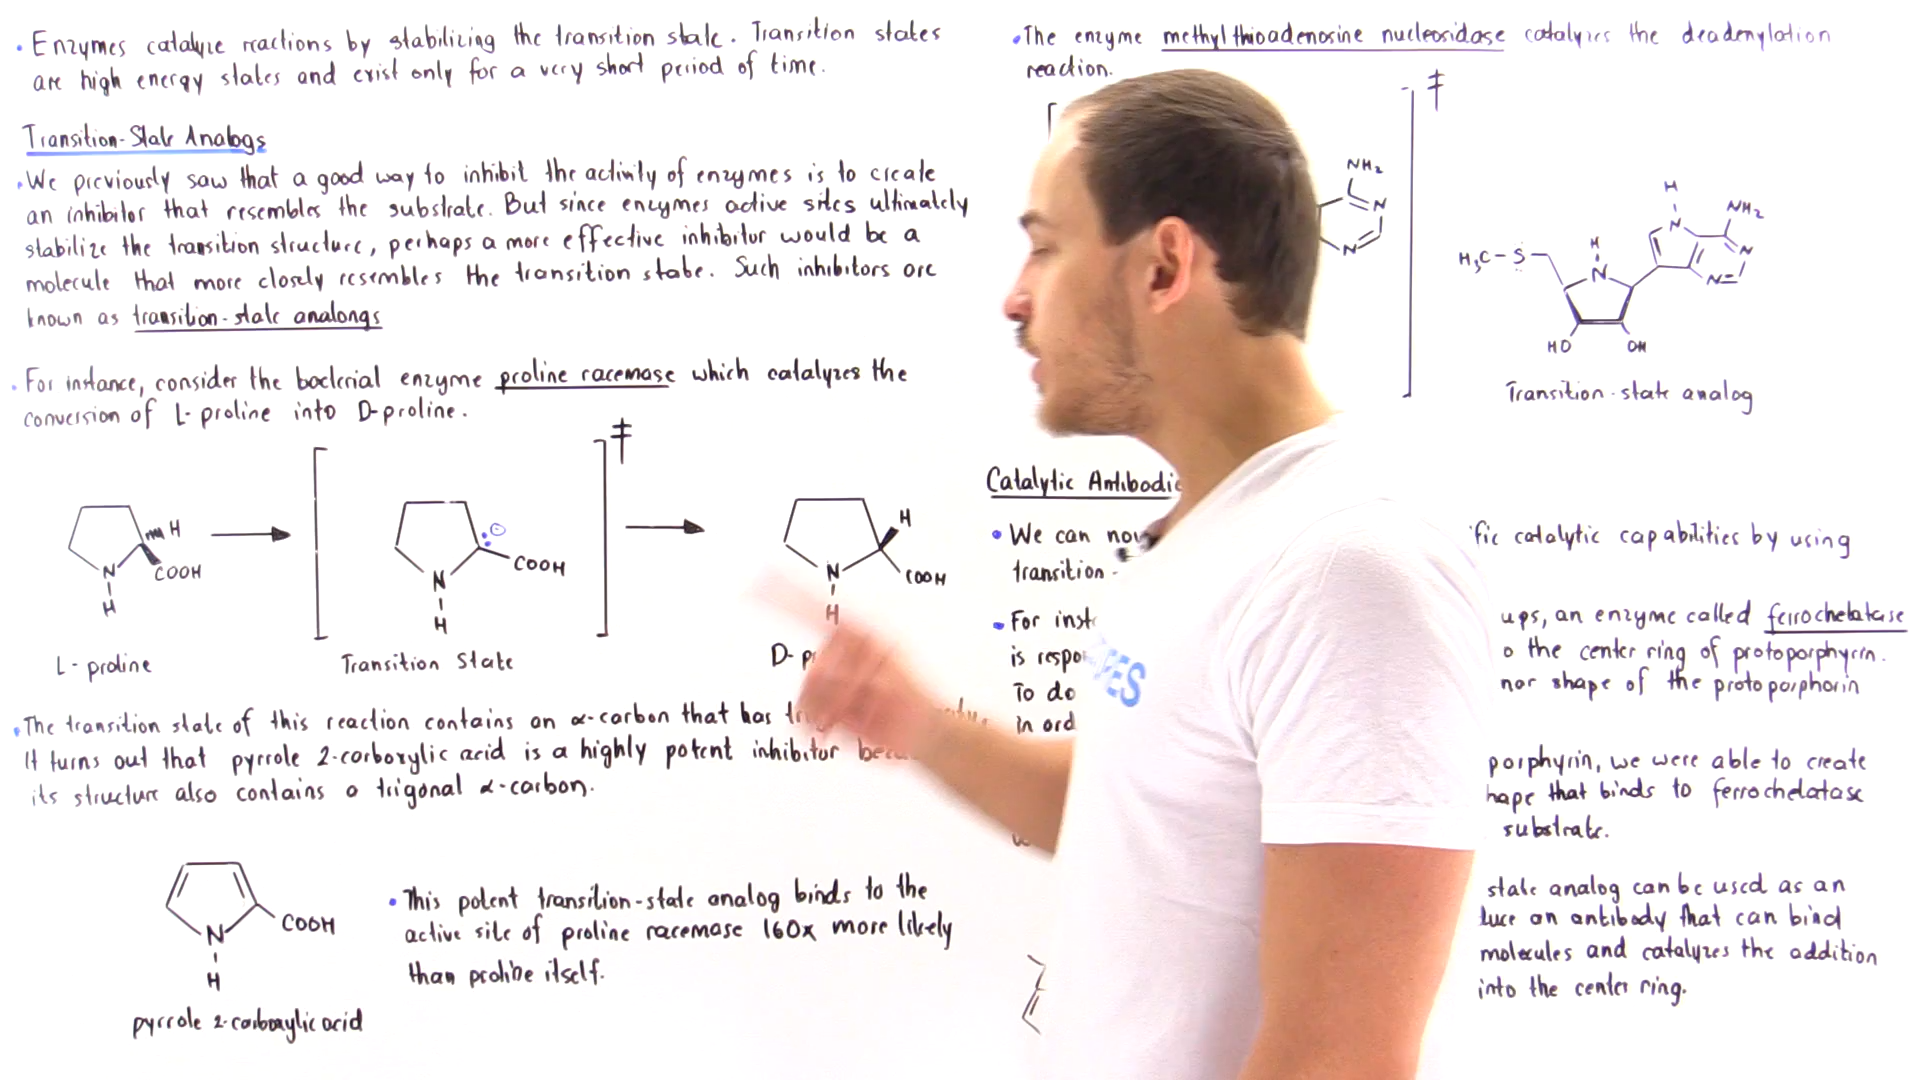 • Enzymes catalyze reactions by stabilizing the transition state. Transition states
are high energy states and exist only for a very short period of time.
Transition-State Analogs
• We previously saw that a good way to inhibit the activity of enzymes is to create
an inhibitor that resembles the substrate. But since enzymes active sites ultimately
stabilize the transition structure, perhaps a more effective inhibitor would be a
molecule that more closely resembles the transition state. Such inhibitors are
known as transition-state analongs
• For instance, consider the bacterial enzyme proline racemase which catalyzes the
conversion of L-proline into D-proline.
H
COOH
N
H
L-proline
‡
COOH
N
H
Transition State
H
COOH
N
H
D-p
• The transition state of this reaction contains an α-carbon that has
It turns out that pyrrole 2-carboxylic acid is a highly potent inhibitor
its structure also contains a trigonal α-carbon.
COOH
N
H
pyrrole 2-carboxylic acid
• This potent transition-state analog binds to the
active site of proline racemase 160x more likely
than proline itself.
• The enzyme methylthioadenosine nucleosidase catalyzes the deadenylation
reaction.
‡
NH2
N
N
H
N
NH2
N
N
H3C-S
H
N
HO
OH
Transition-state analog
Catalytic Antibodie
• We can now
fic catalytic capabilities by using
transition-
• For inst
ups, an enzyme called ferrochelatase
is respo
o the center ring of protoporphyrin.
To do
nor shape of the protoporphorin
in ord
porphyrin, we were able to create
hape that binds to ferrochelatase
substrate.
state analog can be used as an
duce an antibody that can bind
molecules and catalyzes the addition
into the center ring.